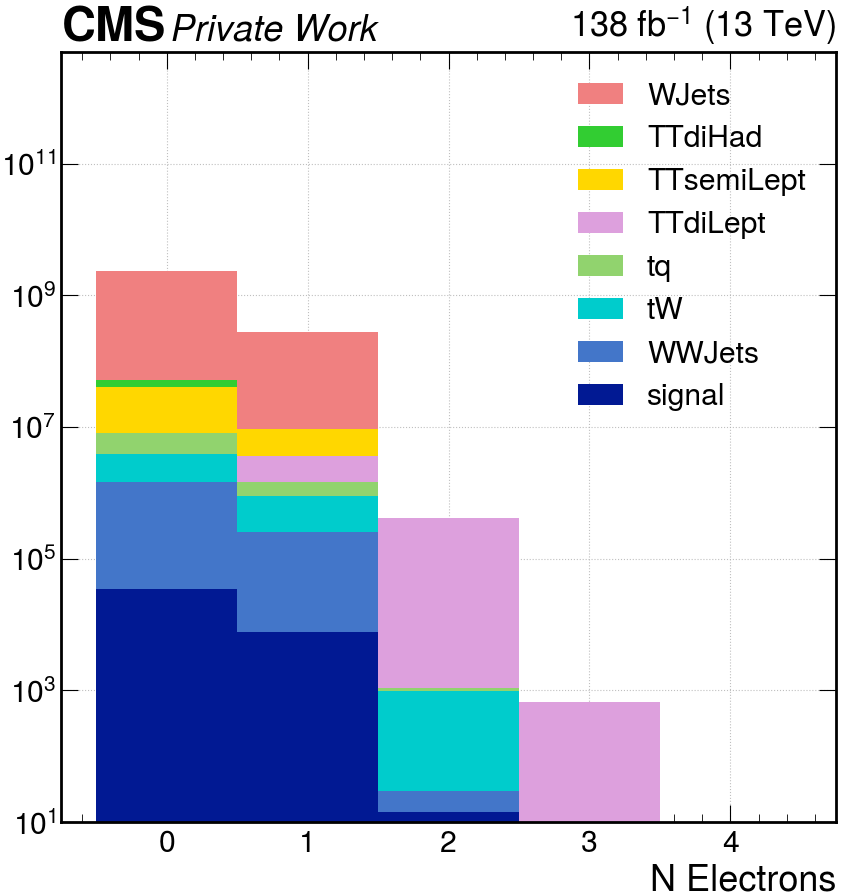 CMS Private Work 138 fb⁻¹ (13 TeV)
WJets
TTdiHad
TTsemiLept
TTdiLept
tq
tW
WWJets
signal
10¹¹
10⁹
10⁷
10⁵
10³
10¹
0 1 2 3 4
N Electrons